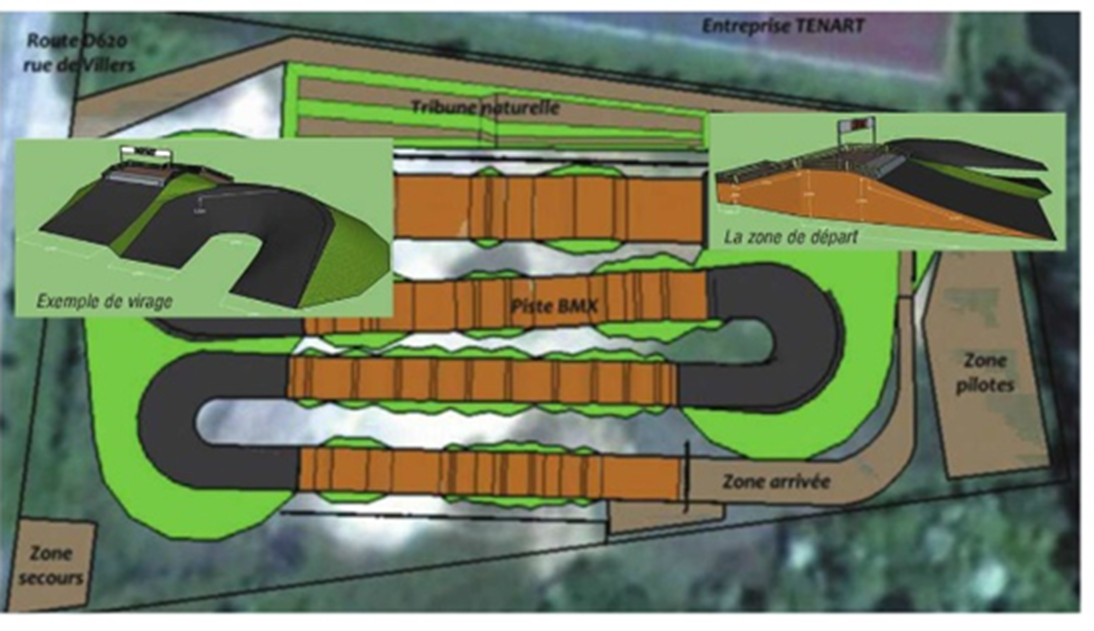 Entreprise TENART
Route D620
rue de Villers
Tribune naturelle
La zone de départ
Exemple de virage
Piste BMX
Zone
pilotes
Zone arrivée
Zone
secours